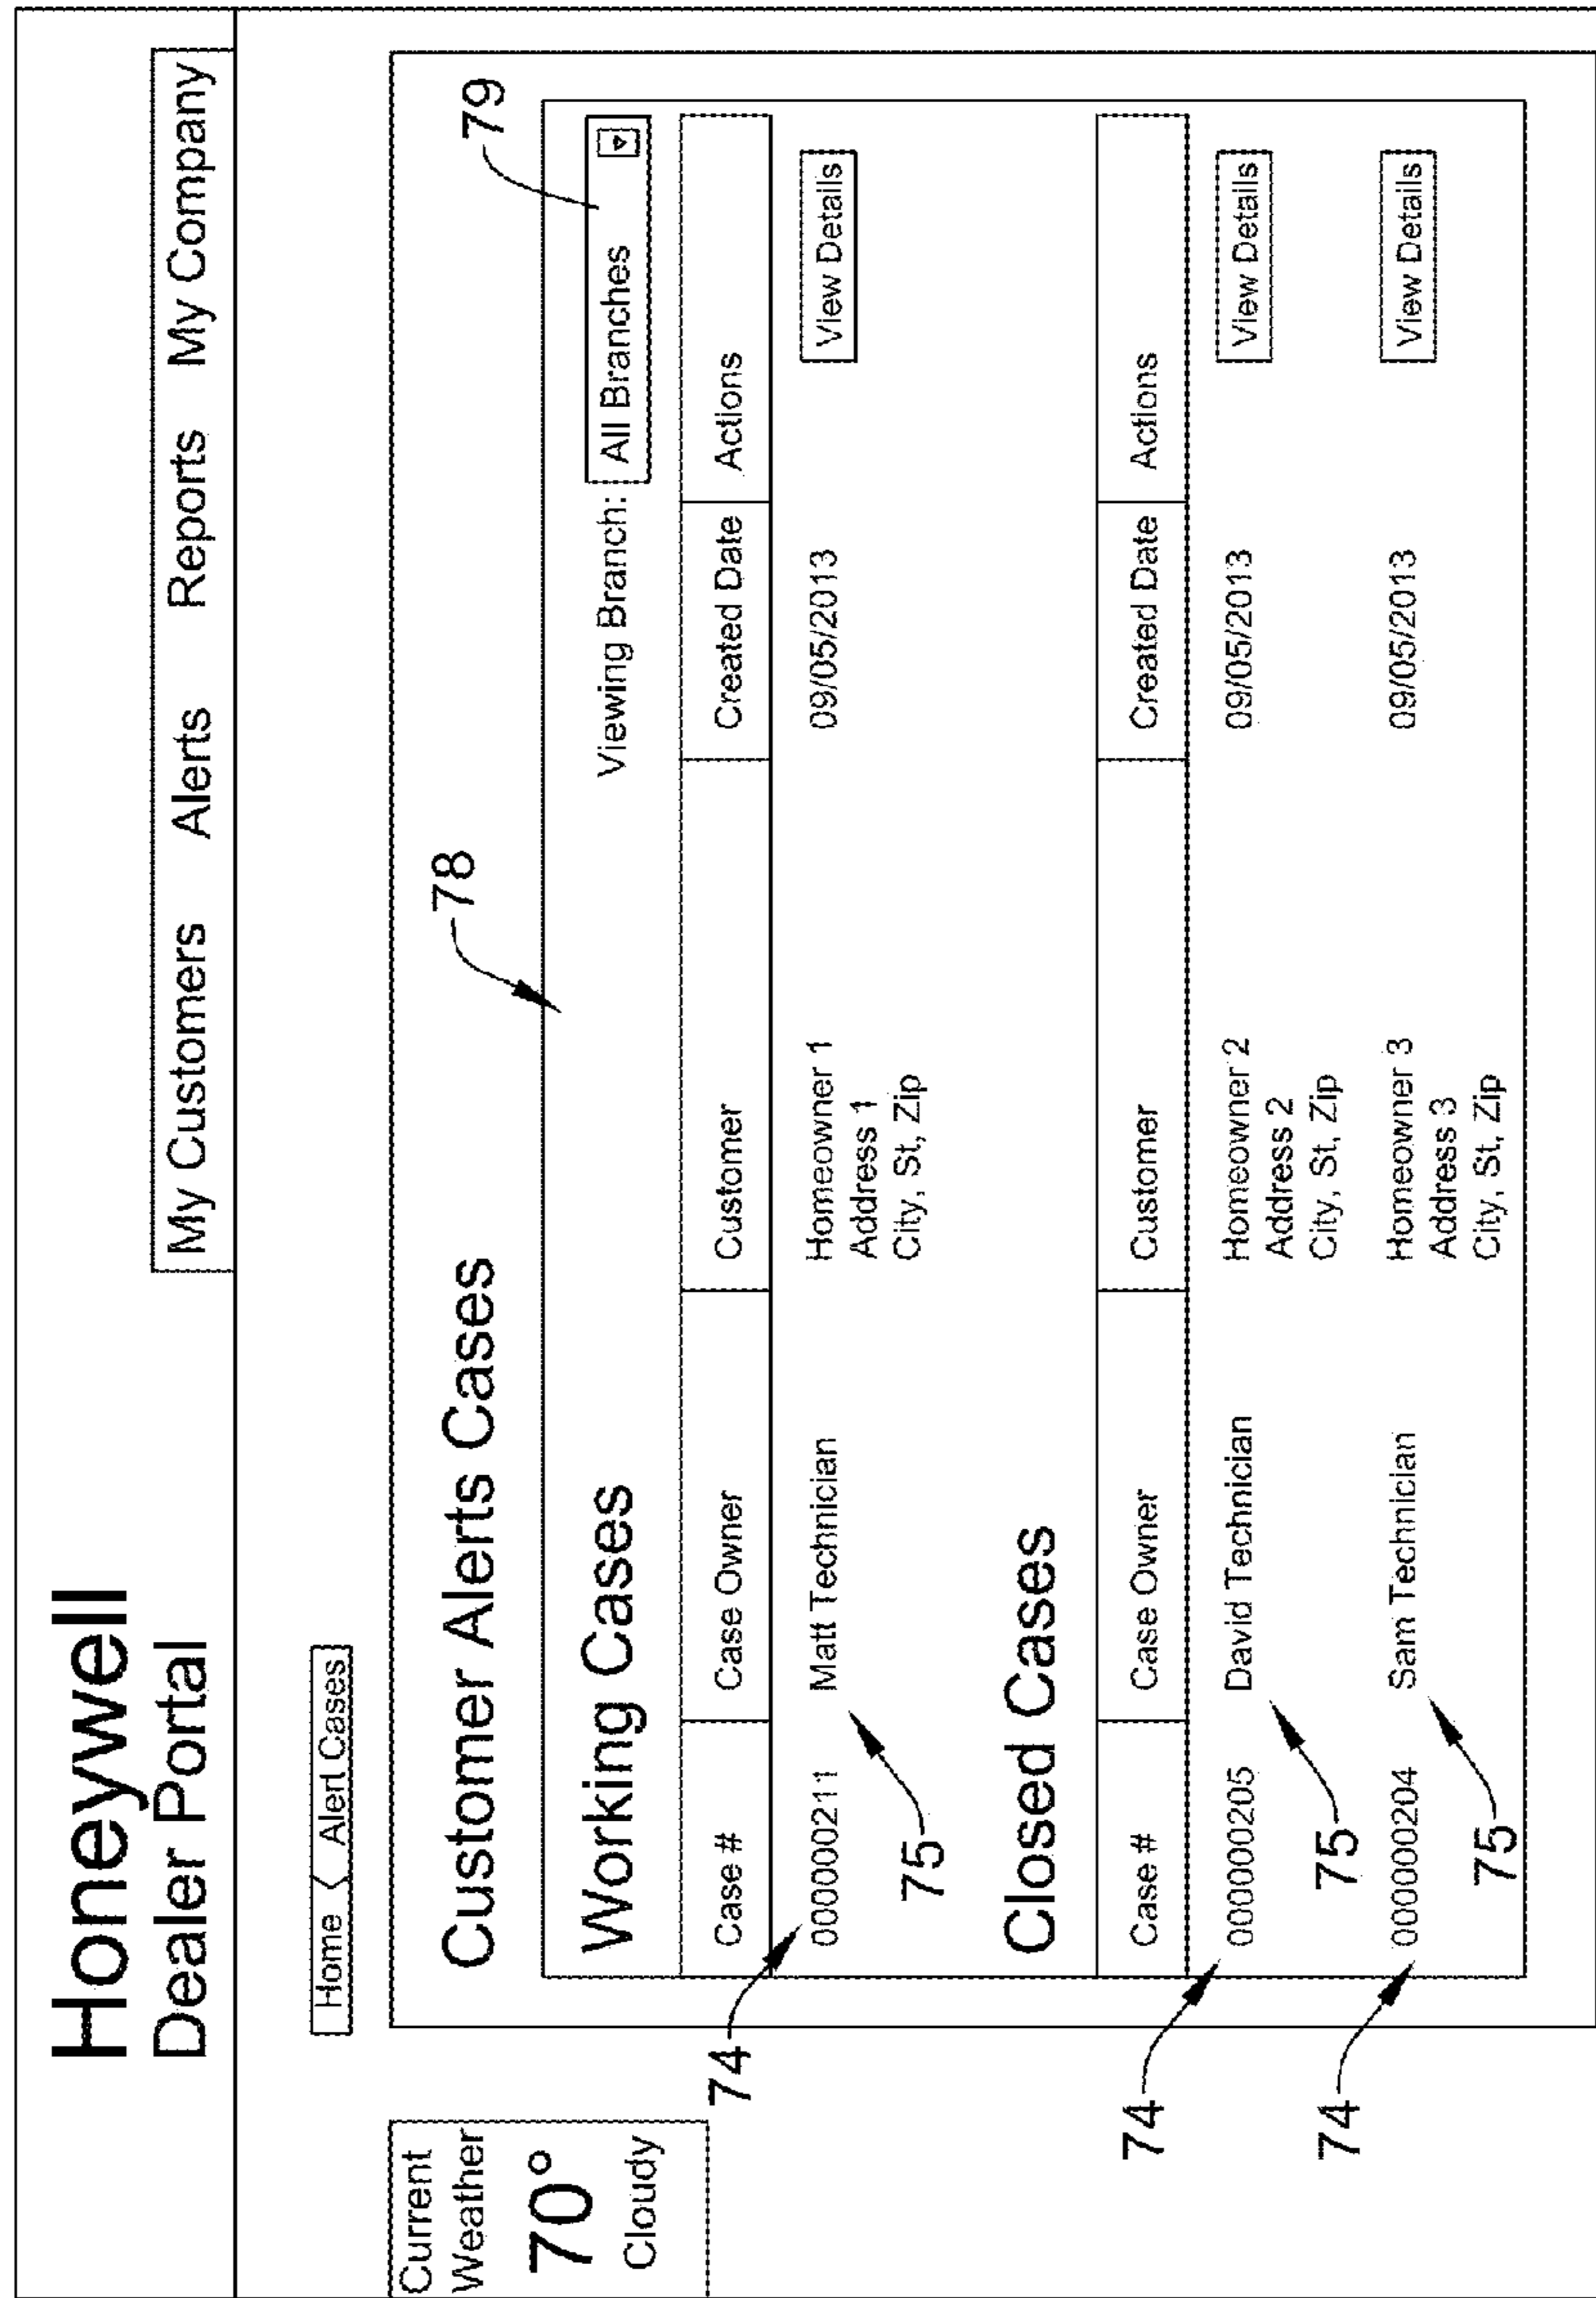 Honeywell
Dealer Portal
My Customers Alerts Reports My Company
Home < Alert Cases
Current
Weather
70°
Cloudy
Customer Alerts Cases
78
79
Working Cases
Viewing Branch: All Branches
Case # Case Owner Customer Created Date Actions
74
000000211 Matt Technician Homeowner 1 09/05/2013 View Details
Address 1
City, St, Zip
75
Closed Cases
Case # Case Owner Customer Created Date Actions
74
000000205 David Technician Homeowner 2 09/05/2013 View Details
Address 2
City, St, Zip
75
74
000000204 Sam Technician Homeowner 3 09/05/2013 View Details
Address 3
City, St, Zip
75